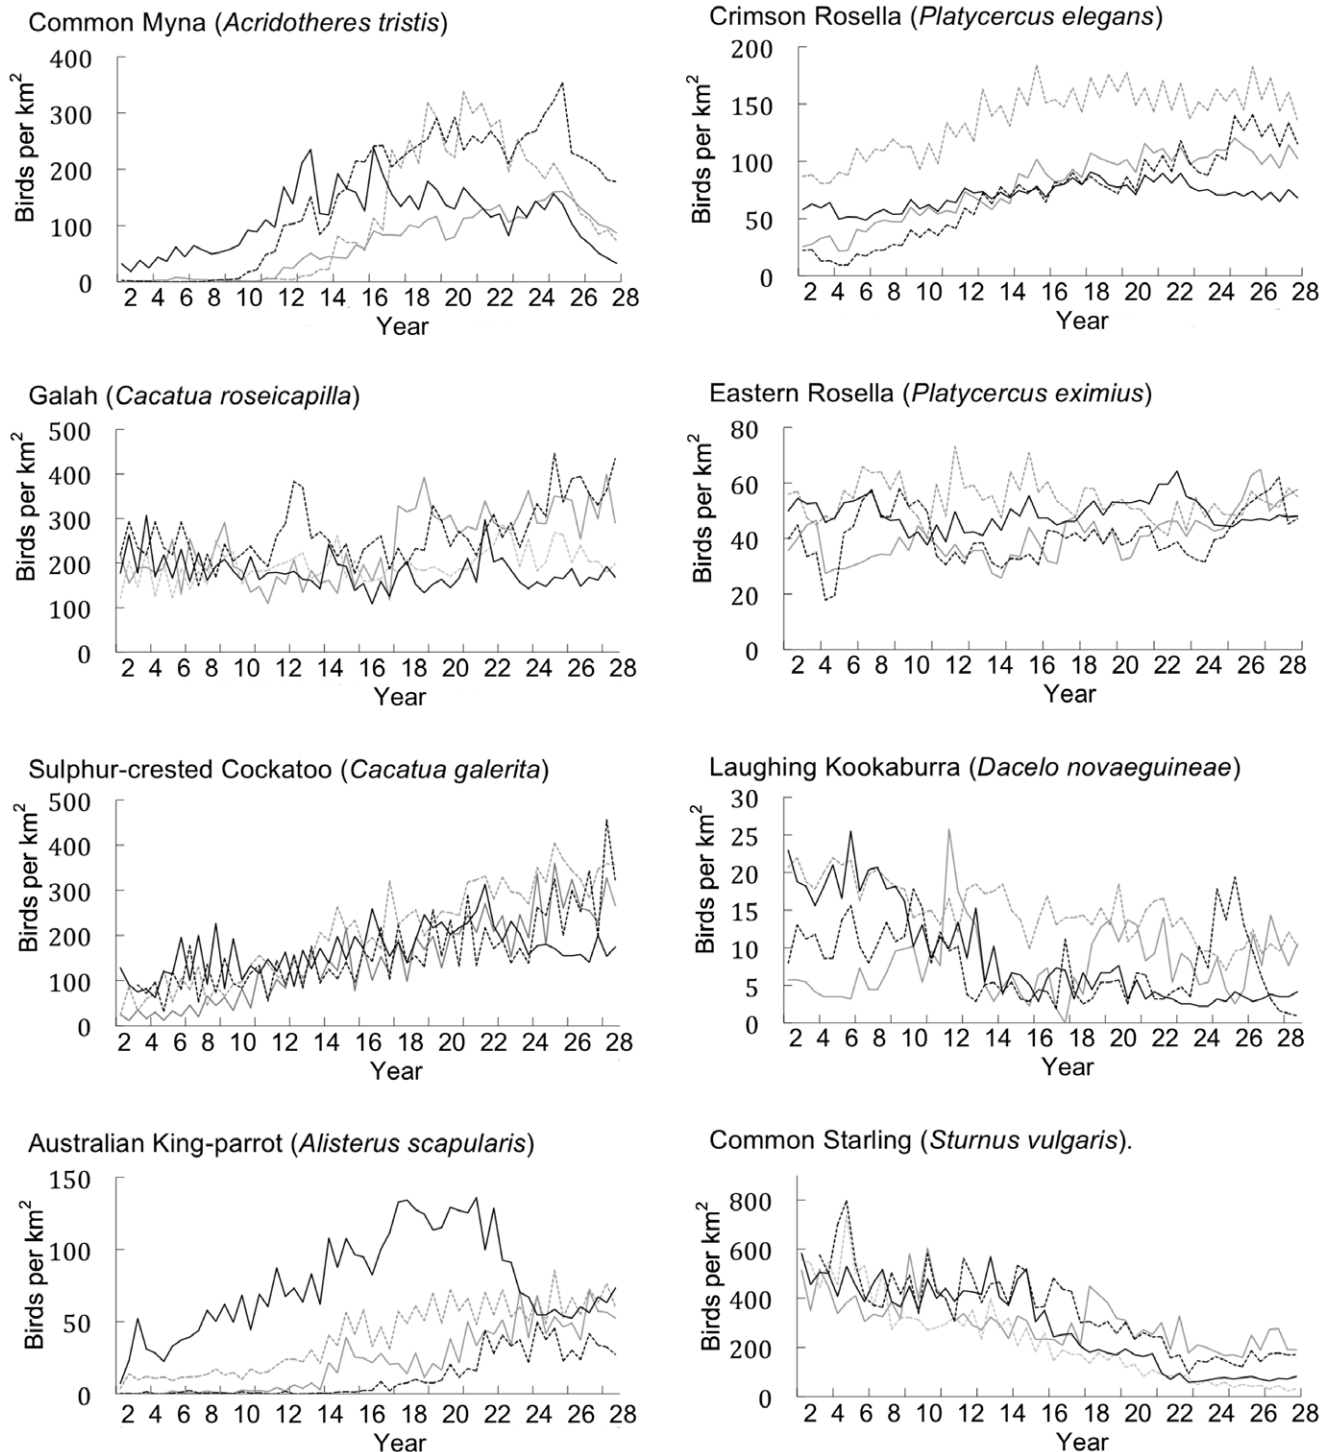 Common Myna (Acridotheres tristis)
400
300
200
100
0
Birds per km2
2 4 6 8 10 12 14 16 18 20 22 24 26 28
Year
Crimson Rosella (Platycercus elegans)
200
150
100
50
0
Birds per km2
2 4 6 8 10 12 14 16 18 20 22 24 26 28
Year
Galah (Cacatua roseicapilla)
500
400
300
200
100
0
Birds per km2
2 4 6 8 10 12 14 16 18 20 22 24 26 28
Year
Eastern Rosella (Platycercus eximius)
80
60
40
20
0
Birds per km2
2 4 6 8 10 12 14 16 18 20 22 24 26 28
Year
Sulphur-crested Cockatoo (Cacatua galerita)
500
400
300
200
100
0
Birds per km2
2 4 6 8 10 12 14 16 18 20 22 24 26 28
Year
Laughing Kookaburra (Dacelo novaeguineae)
30
25
20
15
10
5
0
Birds per km2
2 4 6 8 10 12 14 16 18 20 22 24 26 28
Year
Australian King-parrot (Alisterus scapularis)
150
100
50
0
Birds per km2
2 4 6 8 10 12 14 16 18 20 22 24 26 28
Year
Common Starling (Sturnus vulgaris).
800
600
400
200
0
Birds per km2
2 4 6 8 10 12 14 16 18 20 22 24 26 28
Year